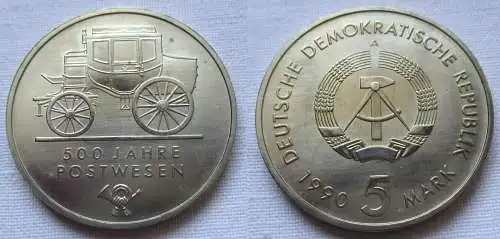 500 JAHRE
POSTWESEN
DEUTSCHE DEMOKRATISCHE REPUBLIK
A
1990 5 MARK